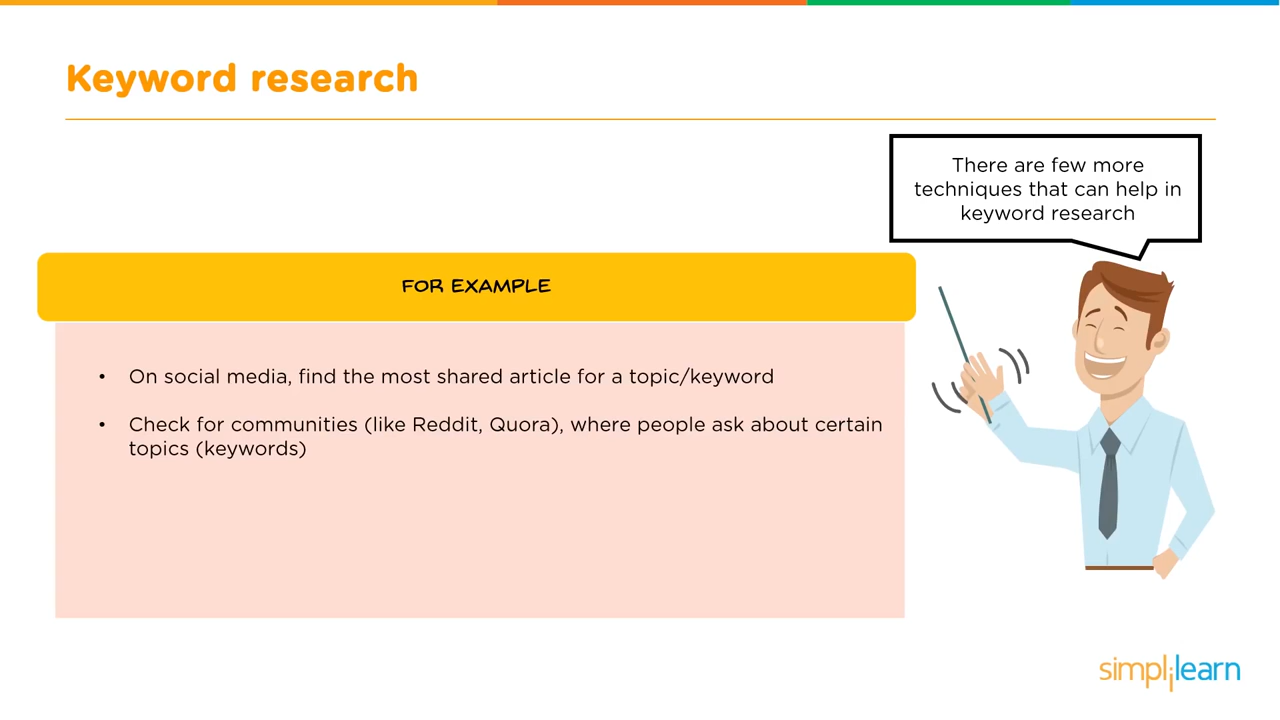 Keyword research
There are few more
techniques that can help in
keyword research
FOR EXAMPLE
• On social media, find the most shared article for a topic/keyword
• Check for communities (like Reddit, Quora), where people ask about certain
topics (keywords)
simplilearn